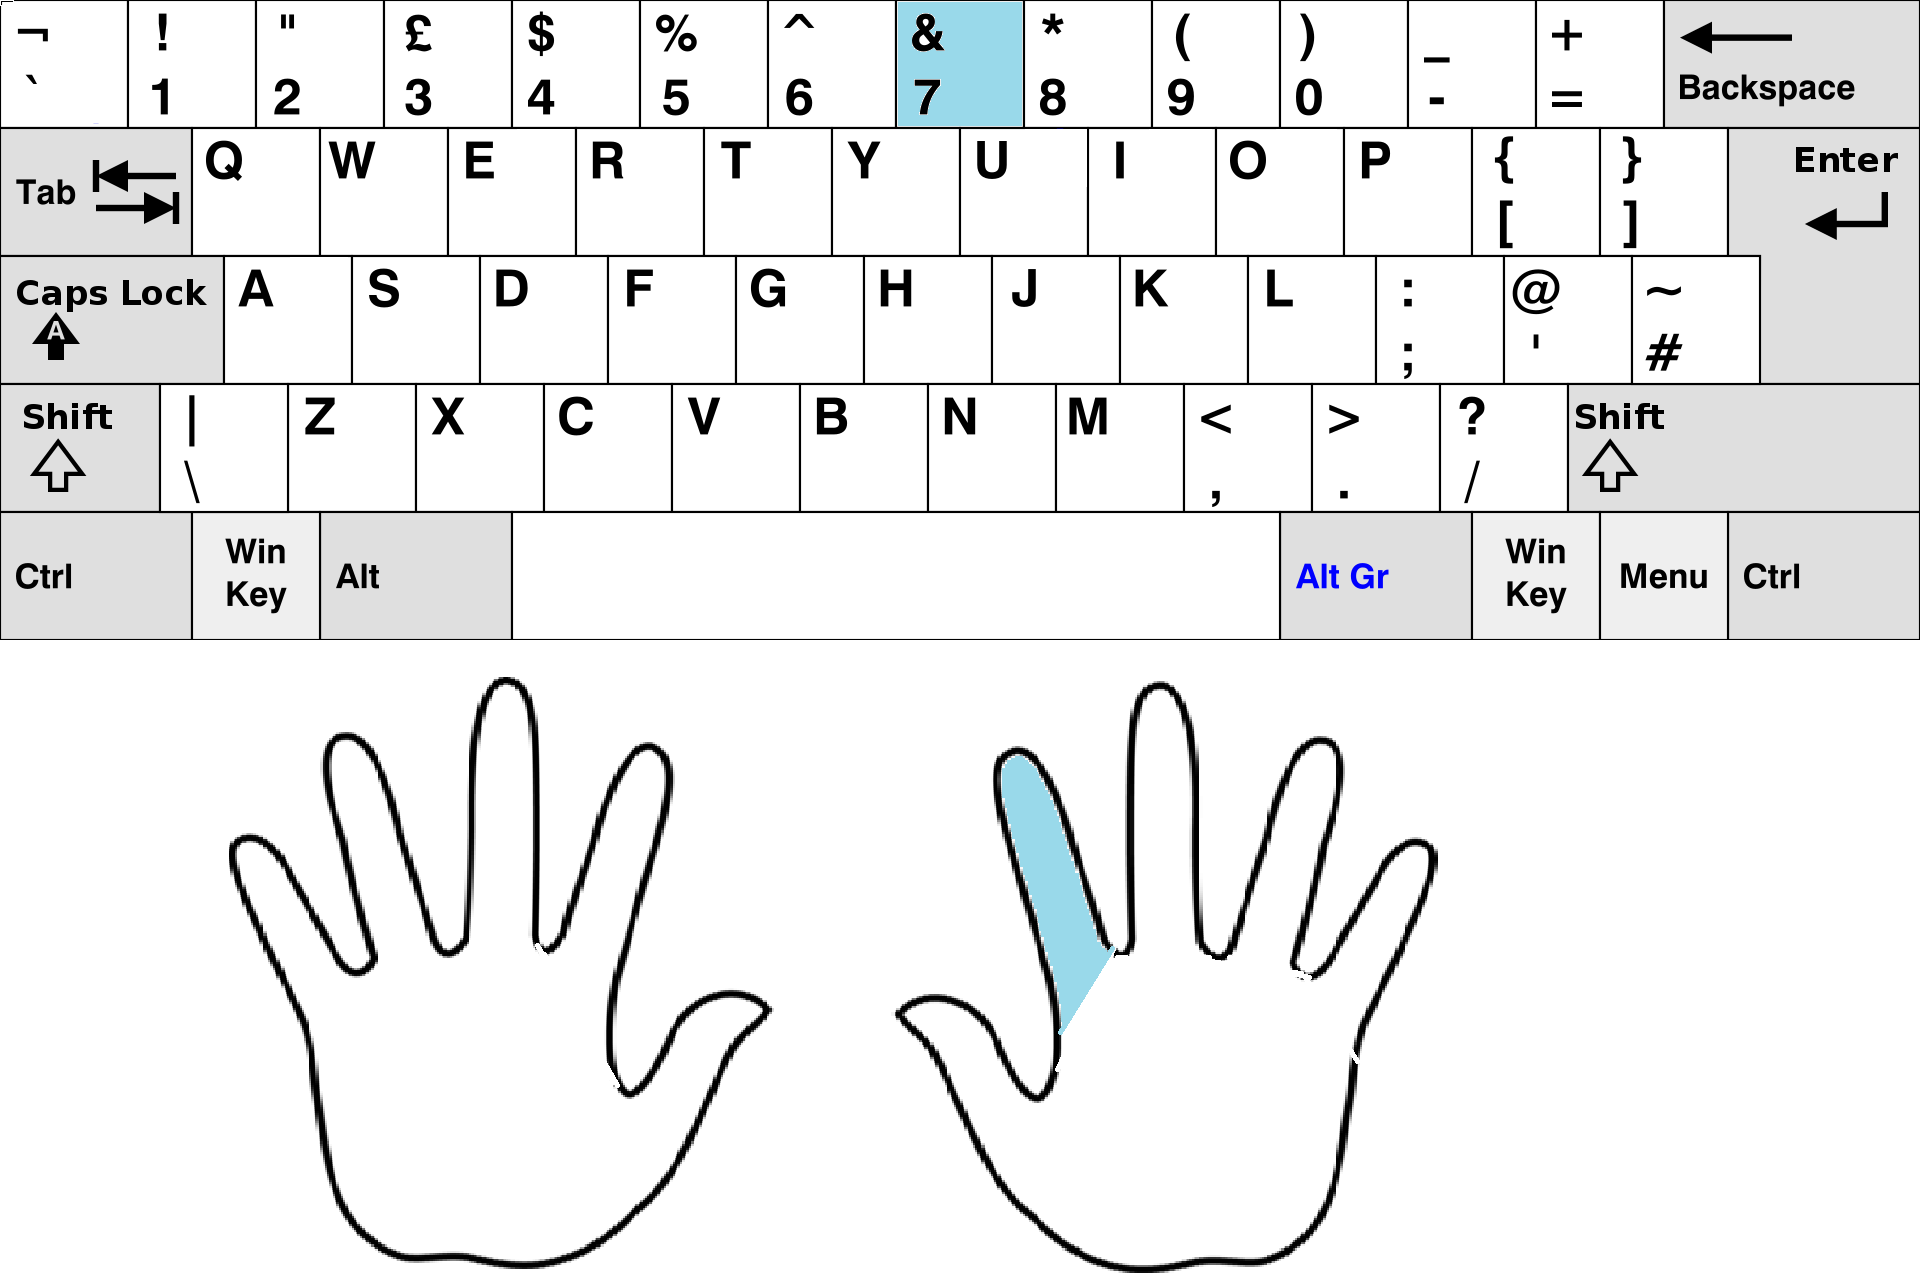 ¬ ! " £ $ % ^ & * ( ) _ +
` 1 2 3 4 5 6 7 8 9 0 - = Backspace
Tab Q W E R T Y U I O P { } Enter
[ ]
Caps Lock A S D F G H J K L : @ ~
A ; ' #
Shift | Z X C V B N M < > ? Shift
\ , . /
Ctrl Win Key Alt Alt Gr Win Key Menu Ctrl